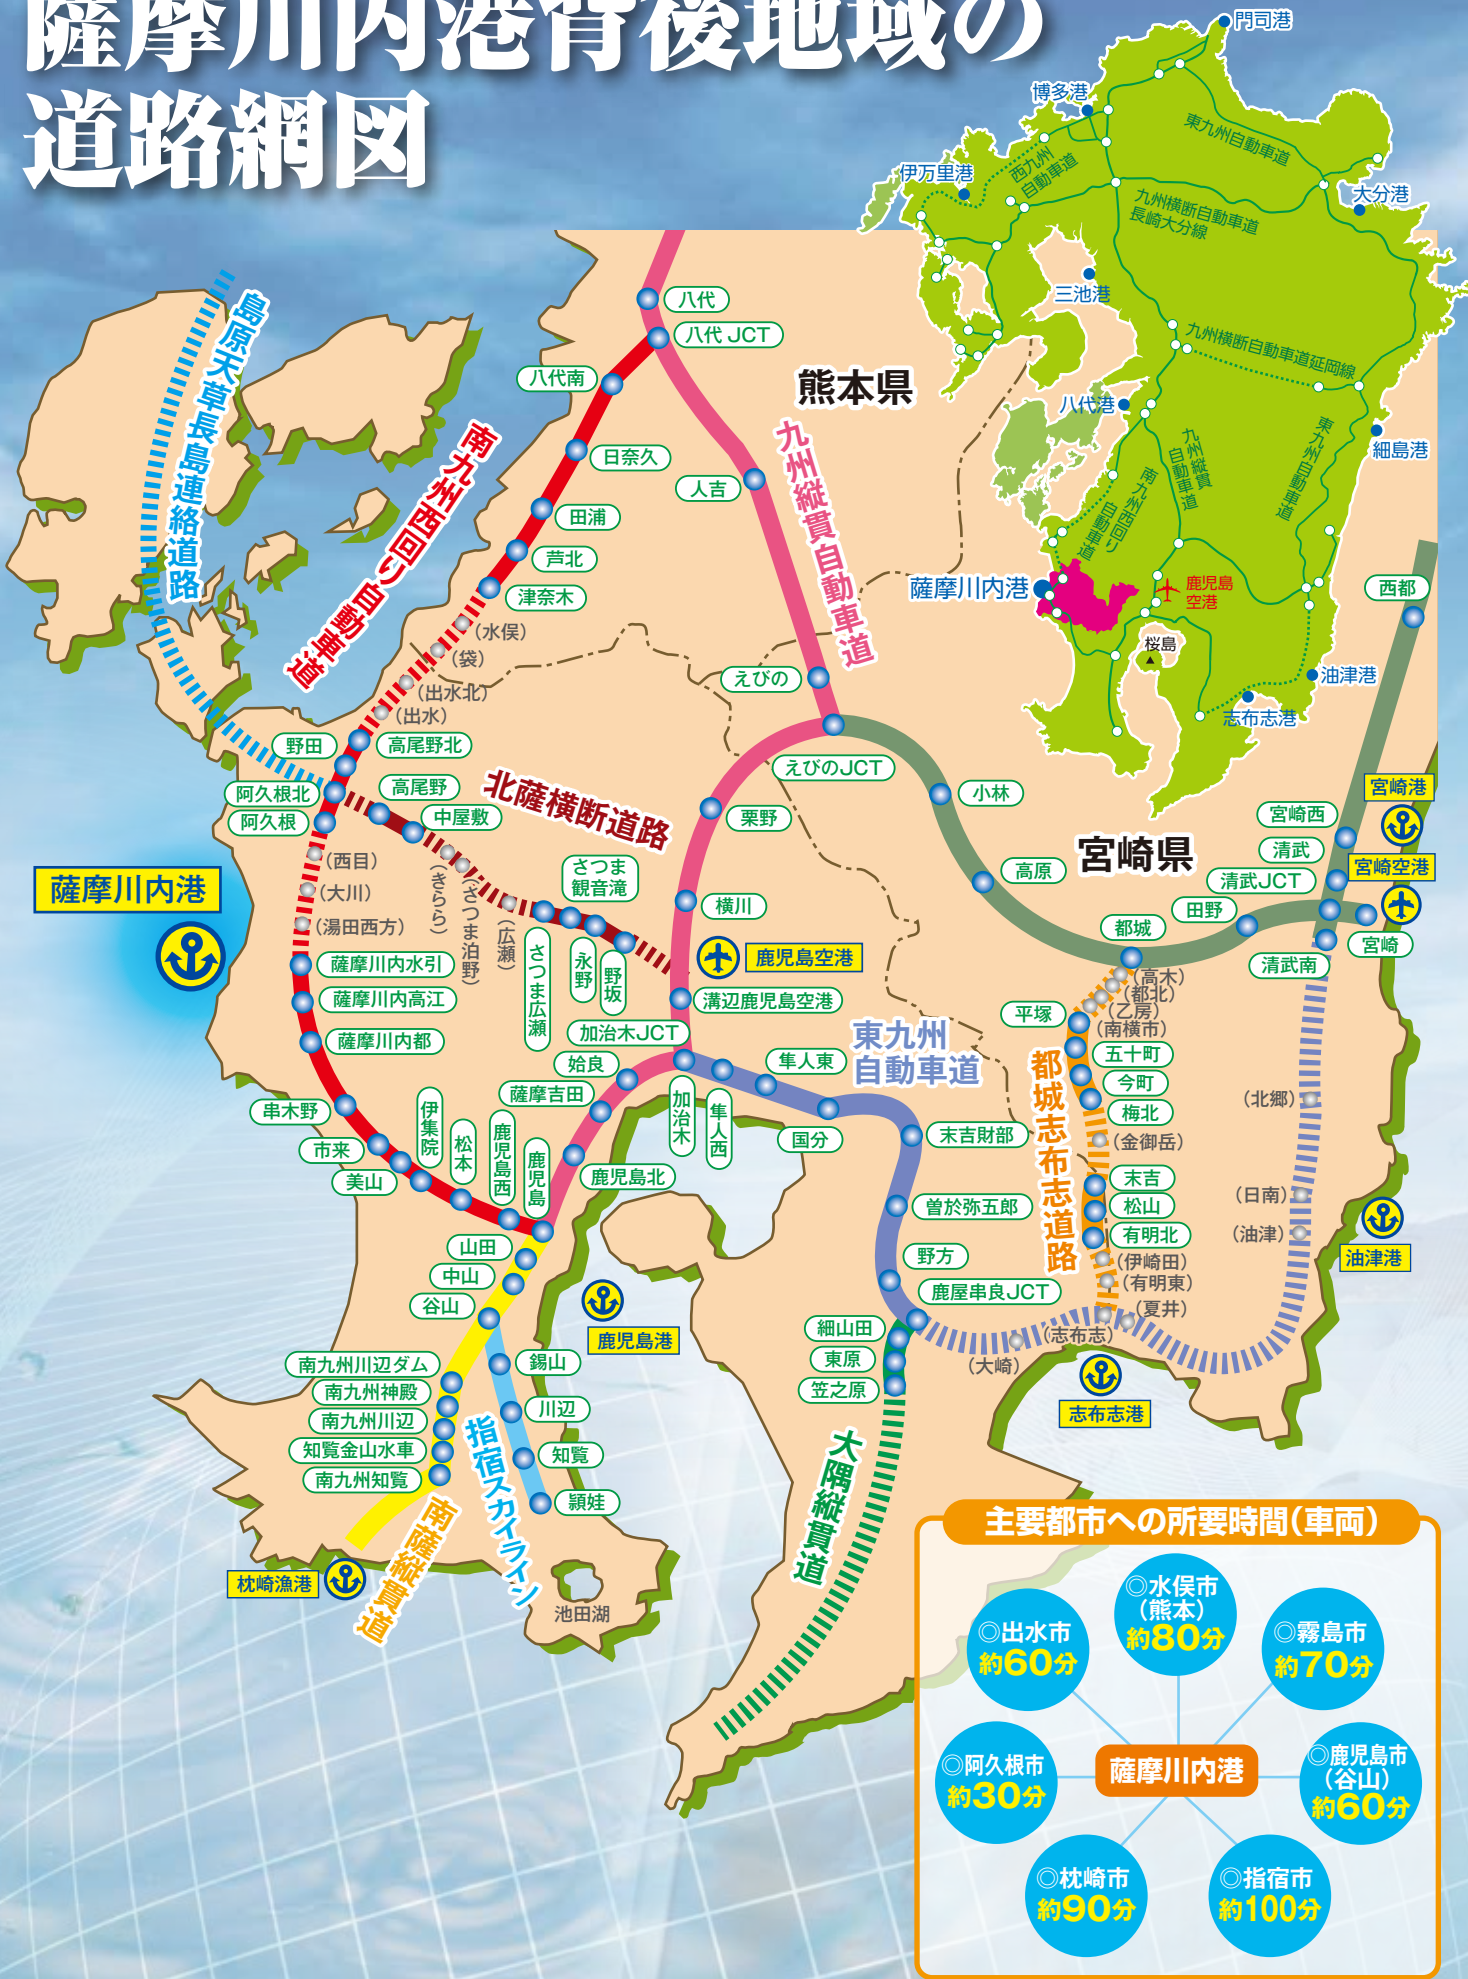 薩摩川内港背後地域の
道路網図
門司港
博多港
東九州自動車道
伊万里港
西九州
自動車道
大分港
九州横断自動車道
長崎大分線
三池港
九州横断自動車道延岡線
八代港
細島港
九州縦貫
自動車道
東九州自動車道
南九州西回り
自動車道
薩摩川内港
鹿児島
空港
桜島
油津港
志布志港
島原天草長島連絡道路
南九州西回り自動車道
八代
八代JCT
八代南
熊本県
日奈久
人吉
九州縦貫自動車道
田浦
芦北
津奈木
(水俣)
(袋)
(出水北)
(出水)
えびの
西都
野田
高尾野北
えびのJCT
阿久根北
高尾野
阿久根
中屋敷
北薩横断道路
小林
宮崎港
栗野
宮崎西
清武
宮崎県
宮崎空港
(西目)
(大川)
(湯田西方)
(きらら)
(さつま泊野)
(広瀬)
さつま
観音滝
高原
清武JCT
薩摩川内港
横川
田野
都城
宮崎
薩摩川内水引
さつま広瀬
永野
野坂
鹿児島空港
清武南
(高木)
(都北)
(乙房)
(南横市)
薩摩川内高江
溝辺鹿児島空港
平塚
薩摩川内都
加治木JCT
東九州
自動車道
五十町
姶良
隼人東
今町
薩摩吉田
都城志布志道路
梅北
(北郷)
串木野
伊集院
松本
鹿児島西
鹿児島
加治木
隼人西
国分
末吉財部
(金御岳)
市来
美山
鹿児島北
末吉
(日南)
曽於弥五郎
松山
(油津)
油津港
有明北
山田
野方
(伊崎田)
中山
(有明東)
谷山
鹿屋串良JCT
(夏井)
鹿児島港
細山田
(志布志)
南九州川辺ダム
錫山
東原
(大崎)
南九州神殿
笠之原
志布志港
南九州川辺
川辺
知覧金山水車
指宿スカイライン
知覧
大隅縦貫道
南九州知覧
頴娃
南薩縦貫道
枕崎漁港
池田湖
主要都市への所要時間(車両)
◎水俣市
(熊本)
約80分
◎出水市
約60分
◎霧島市
約70分
◎阿久根市
約30分
薩摩川内港
◎鹿児島市
(谷山)
約60分
◎枕崎市
約90分
◎指宿市
約100分